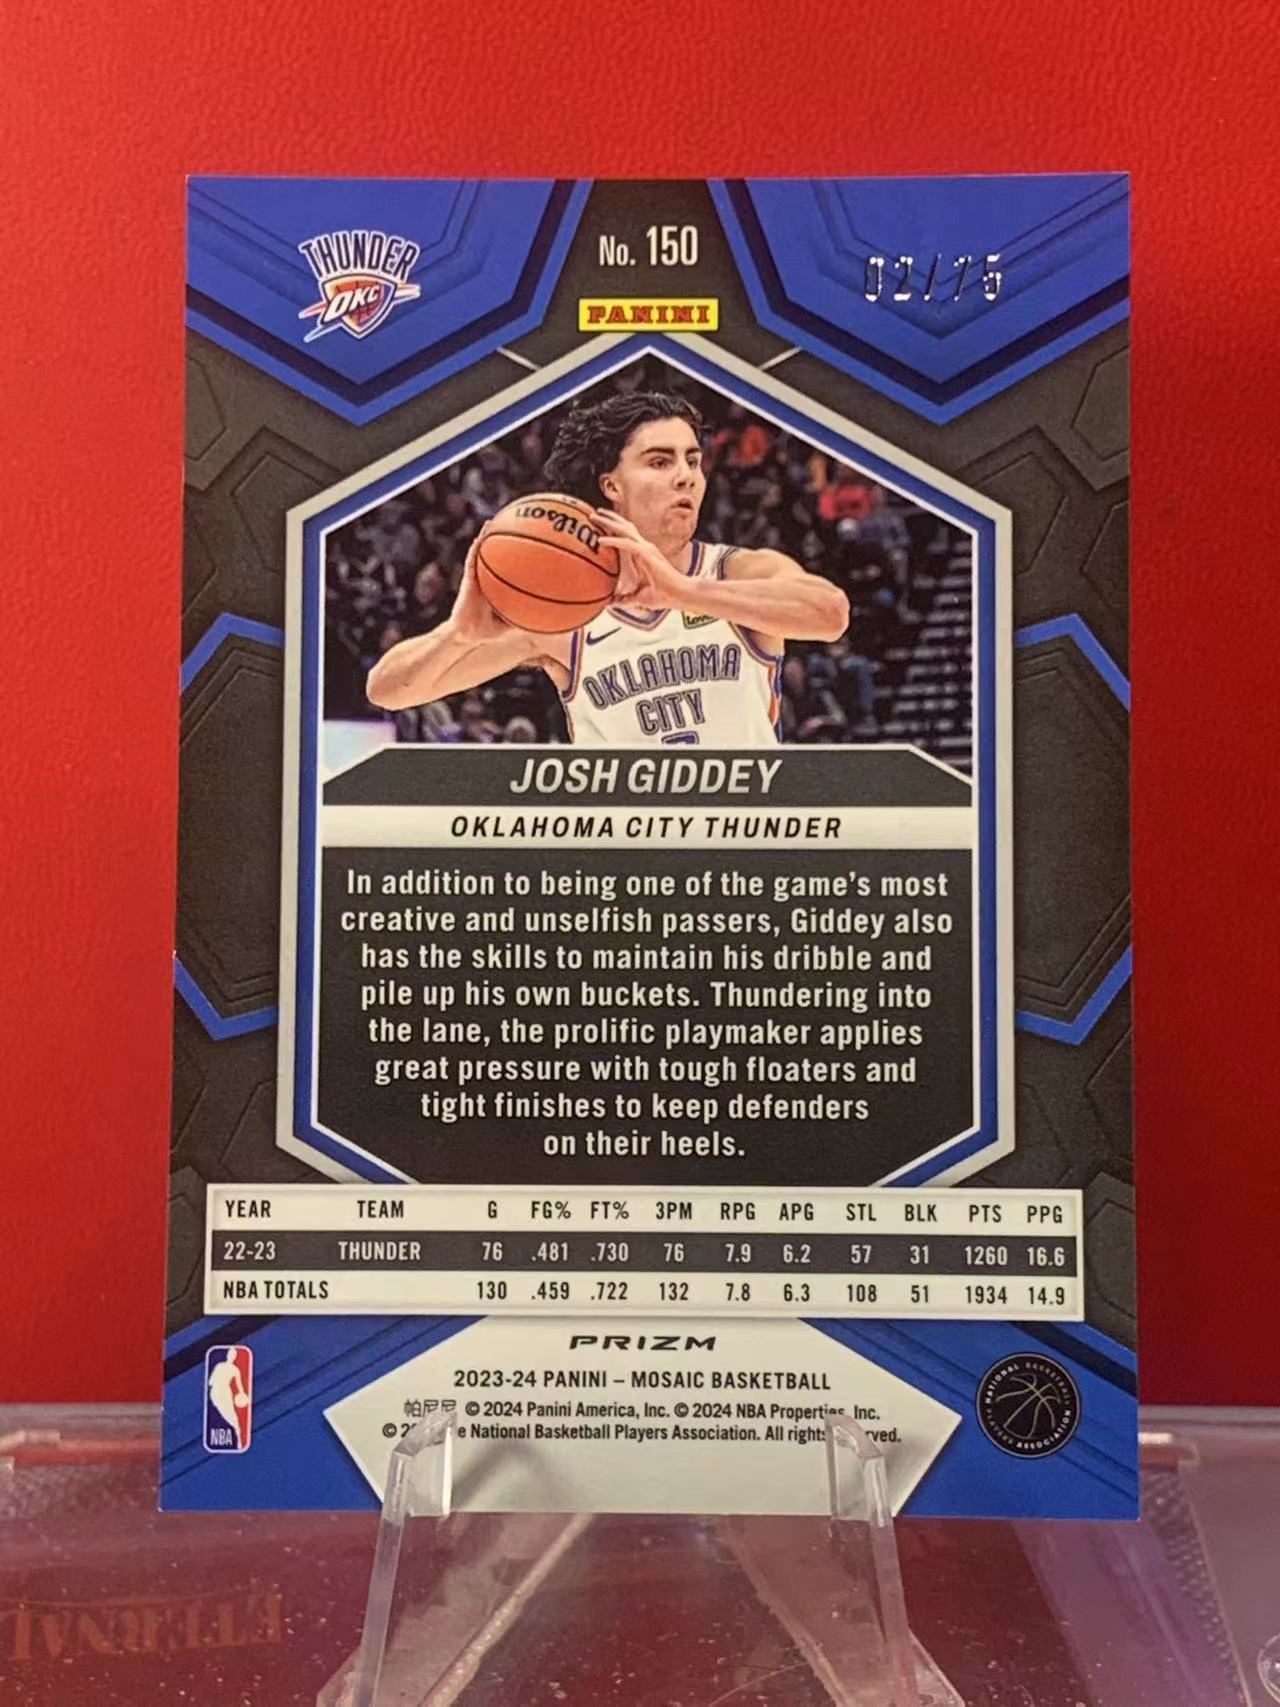 THUNDER
OKC
No. 150
PANINI
02/75
Wilson
OKLAHOMA
CITY
JOSH GIDDEY
OKLAHOMA CITY THUNDER
In addition to being one of the game's most
creative and unselfish passers, Giddey also
has the skills to maintain his dribble and
pile up his own buckets. Thundering into
the lane, the prolific playmaker applies
great pressure with tough floaters and
tight finishes to keep defenders
on their heels.
YEAR TEAM G FG% FT% 3PM RPG APG STL BLK PTS PPG
22-23 THUNDER 76 .481 .730 76 7.9 6.2 57 31 1260 16.6
NBA TOTALS 130 .459 .722 132 7.8 6.3 108 51 1934 14.9
PRIZM
2023-24 PANINI – MOSAIC BASKETBALL
帕尼尼 © 2024 Panini America, Inc. © 2024 NBA Properties, Inc.
© National Basketball Players Association. All rights
NBA
NATIONAL BASKETBALL
PLAYERS ASSOCIATION
ETERNAL